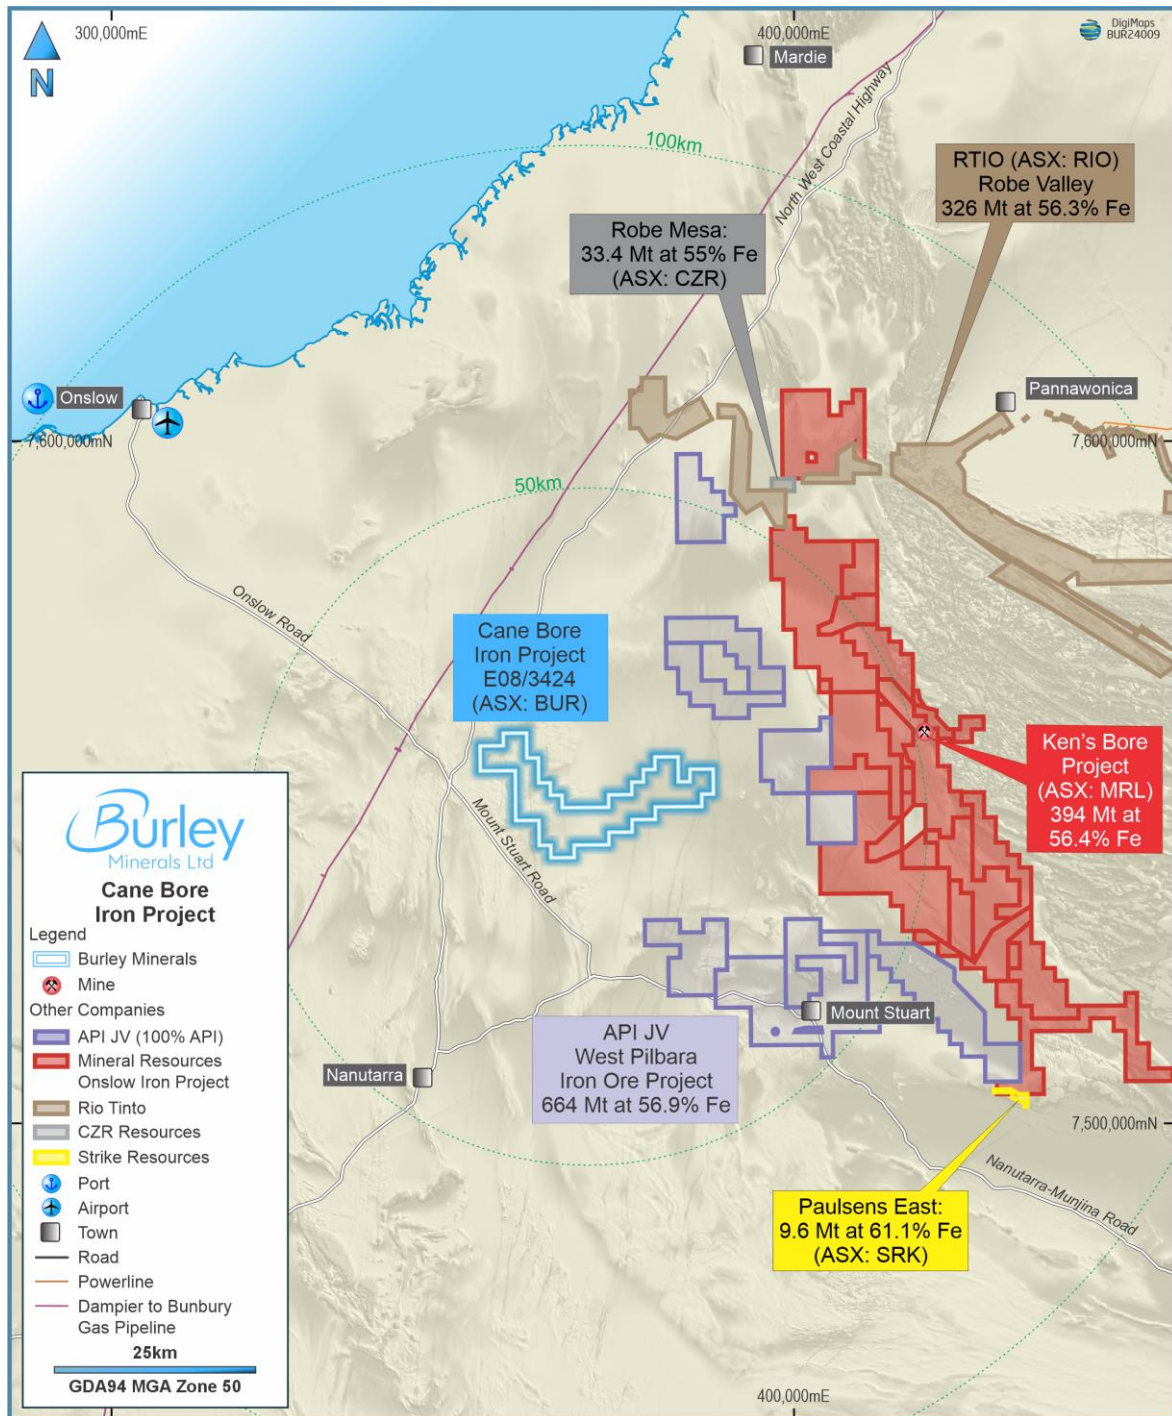 300,000mE
400,000mE
DigiMaps
BUR24009
N
Mardie
North West Coastal Highway
100km
RTIO (ASX: RIO)
Robe Valley
326 Mt at 56.3% Fe
Robe Mesa:
33.4 Mt at 55% Fe
(ASX: CZR)
Onslow
Pannawonica
7,600,000mN
7,600,000mN
50km
Onslow Road
Cane Bore
Iron Project
E08/3424
(ASX: BUR)
Ken's Bore
Project
(ASX: MRL)
394 Mt at
56.4% Fe
Mount Stuart Road
Burley
Minerals Ltd
Cane Bore
Iron Project
Legend
Burley Minerals
Mine
Other Companies
API JV (100% API)
Mineral Resources
Onslow Iron Project
Rio Tinto
CZR Resources
Strike Resources
Port
Airport
Town
Road
Powerline
Dampier to Bunbury
Gas Pipeline
25km
GDA94 MGA Zone 50
Mount Stuart
API JV
West Pilbara
Iron Ore Project
664 Mt at 56.9% Fe
Nanutarra
7,500,000mN
Nanutarra-Munjina Road
Paulsens East:
9.6 Mt at 61.1% Fe
(ASX: SRK)
400,000mE